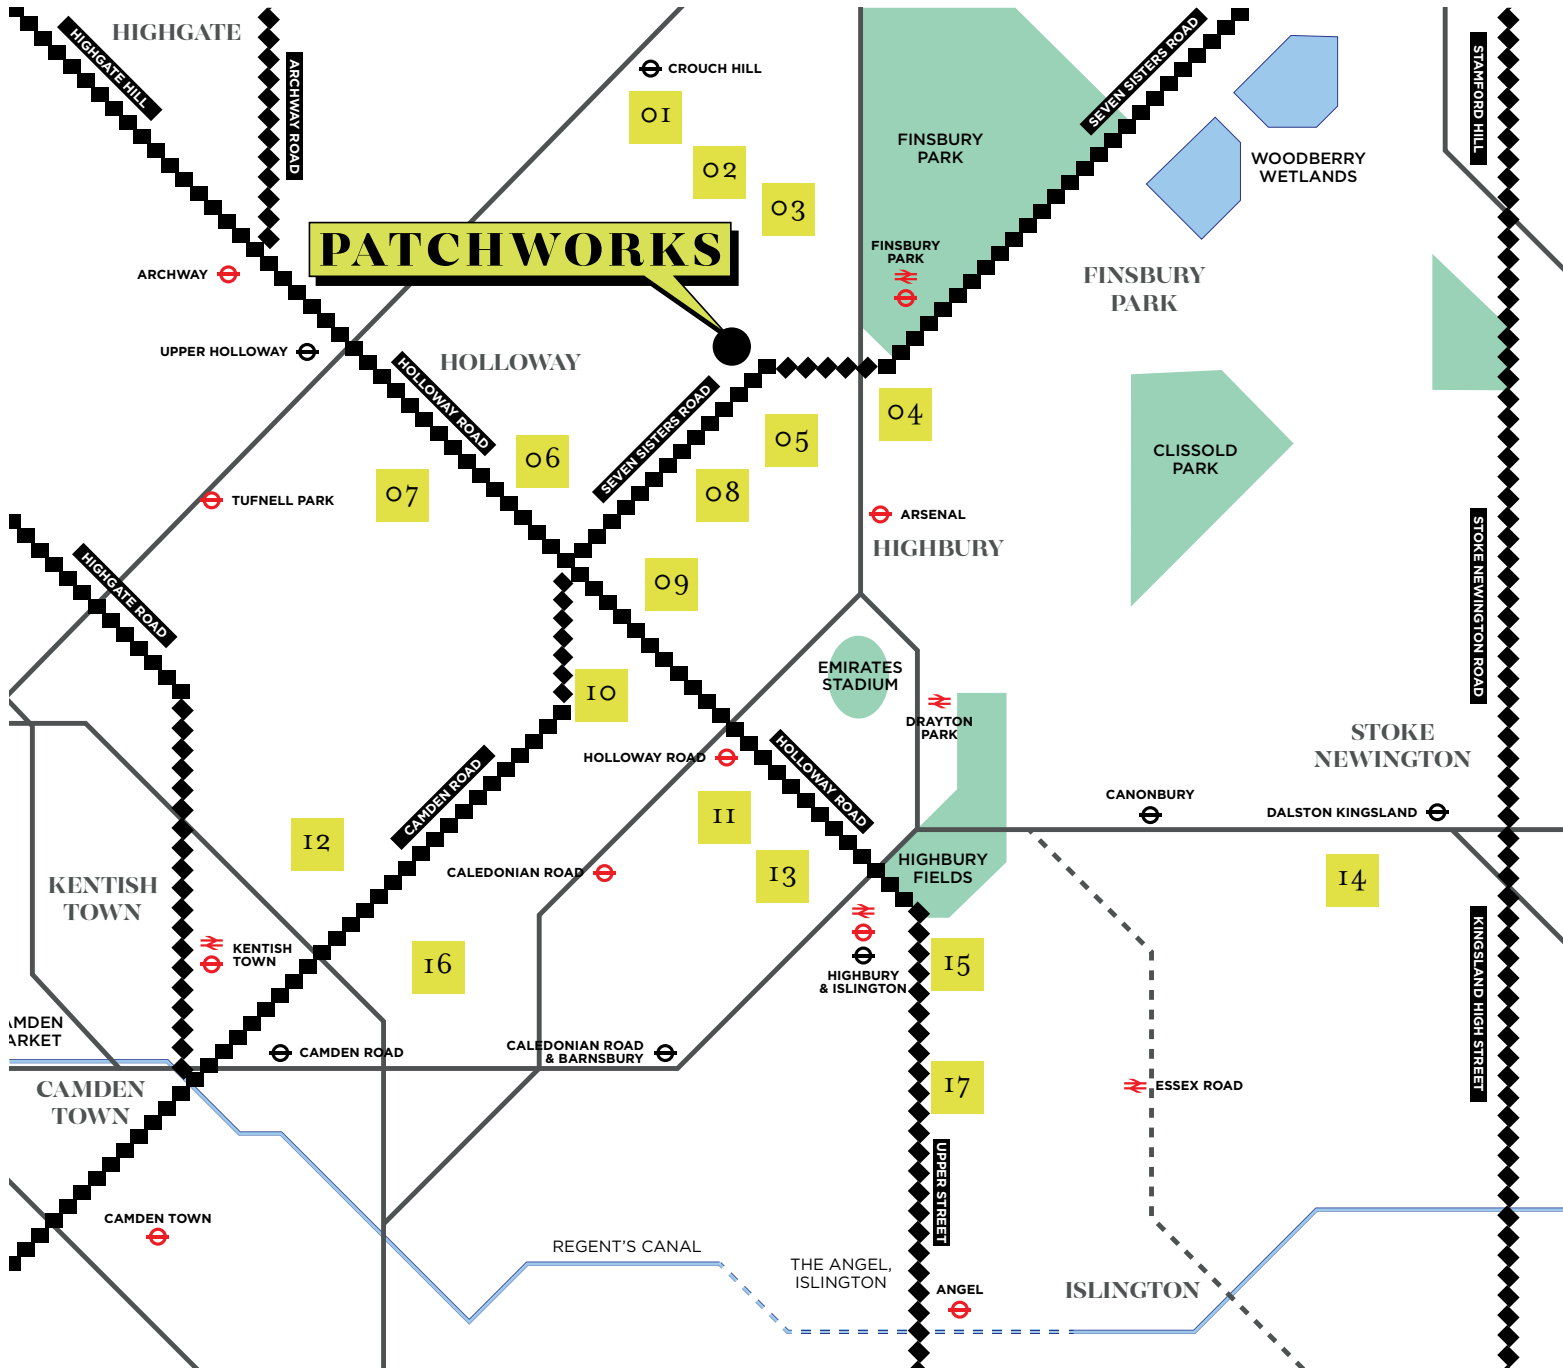 HIGHGATE
HIGHGATE HILL
ARCHWAY ROAD
CROUCH HILL
01
02
03
FINSBURY
PARK
SEVEN SISTERS ROAD
WOODBERRY
WETLANDS
STAMFORD HILL
PATCHWORKS
ARCHWAY
FINSBURY
PARK
FINSBURY
PARK
UPPER HOLLOWAY
HOLLOWAY
HOLLOWAY ROAD
SEVEN SISTERS ROAD
04
05
06
07
08
CLISSOLD
PARK
TUFNELL PARK
ARSENAL
HIGHBURY
STOKE NEWINGTON ROAD
HIGHGATE ROAD
09
10
EMIRATES
STADIUM
DRAYTON
PARK
HOLLOWAY ROAD
HOLLOWAY ROAD
STOKE
NEWINGTON
CAMDEN ROAD
11
12
CANONBURY
DALSTON KINGSLAND
CALEDONIAN ROAD
13
HIGHBURY
FIELDS
14
KENTISH
TOWN
KENTISH
TOWN
16
HIGHBURY
& ISLINGTON
15
KINGSLAND HIGH STREET
AMDEN
ARKET
CAMDEN ROAD
CALEDONIAN ROAD
& BARNSBURY
CAMDEN
TOWN
17
ESSEX ROAD
UPPER STREET
CAMDEN TOWN
REGENT'S CANAL
THE ANGEL,
ISLINGTON
ANGEL
ISLINGTON